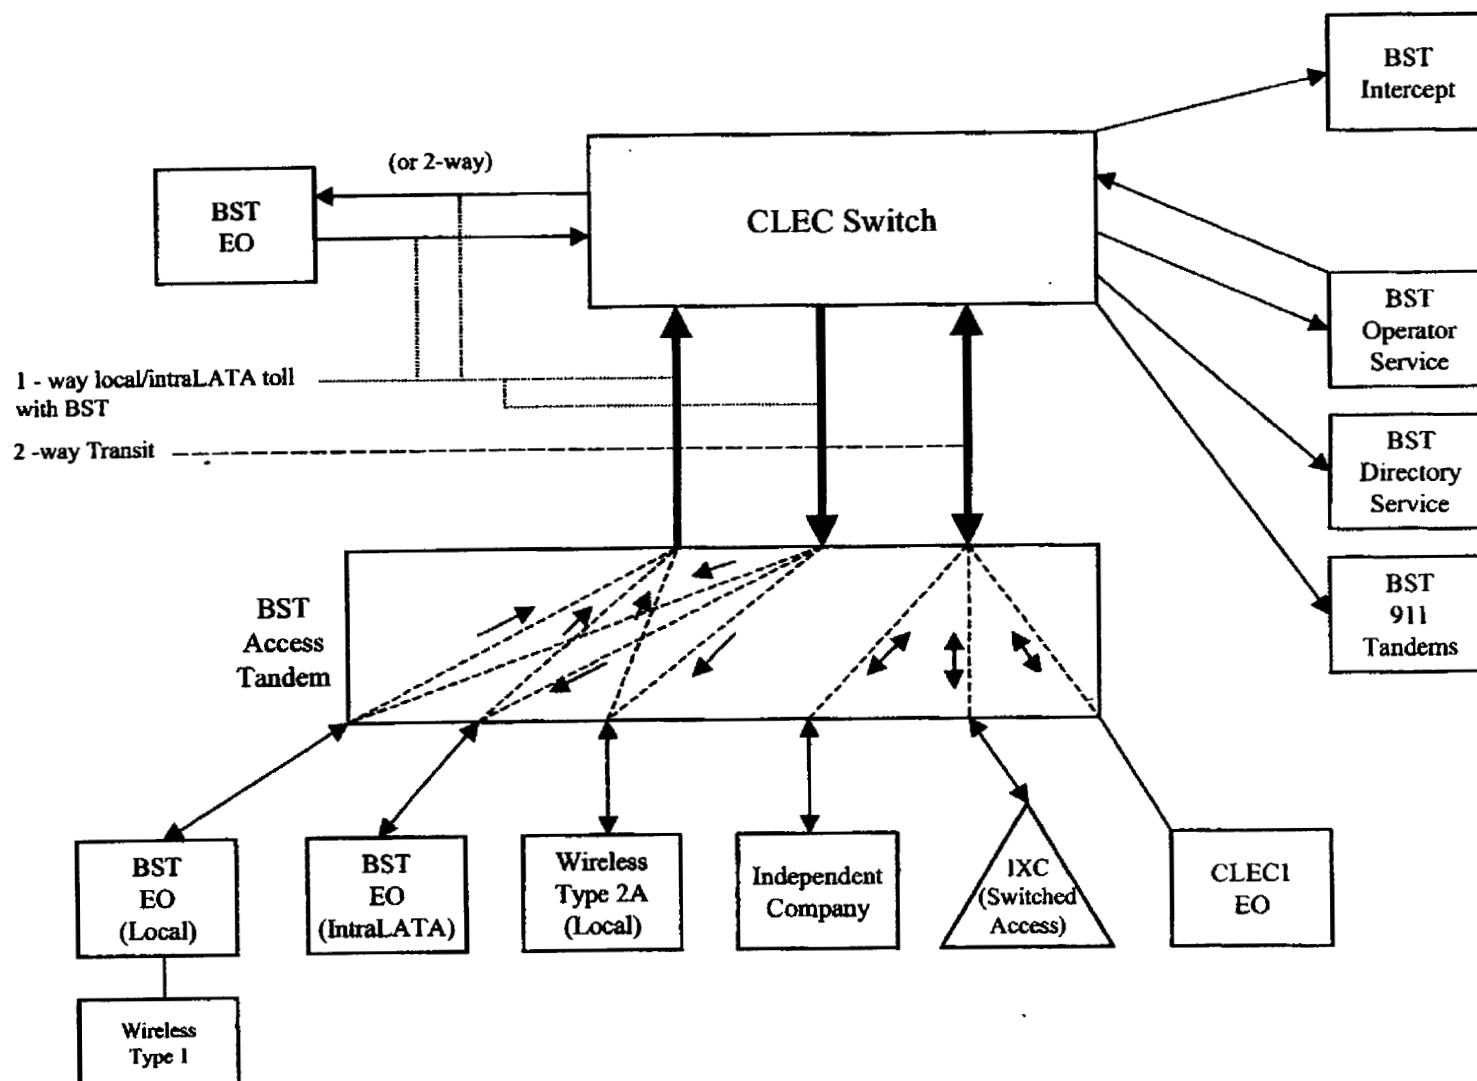 BST
Intercept
(or 2-way)
BST
EO
CLEC Switch
BST
Operator
Service
1 - way local/intraLATA toll
with BST
2 -way Transit
BST
Directory
Service
BST
911
Tandems
BST
Access
Tandem
BST
EO
(Local)
BST
EO
(IntraLATA)
Wireless
Type 2A
(Local)
Independent
Company
IXC
(Switched
Access)
CLEC1
EO
Wireless
Type 1